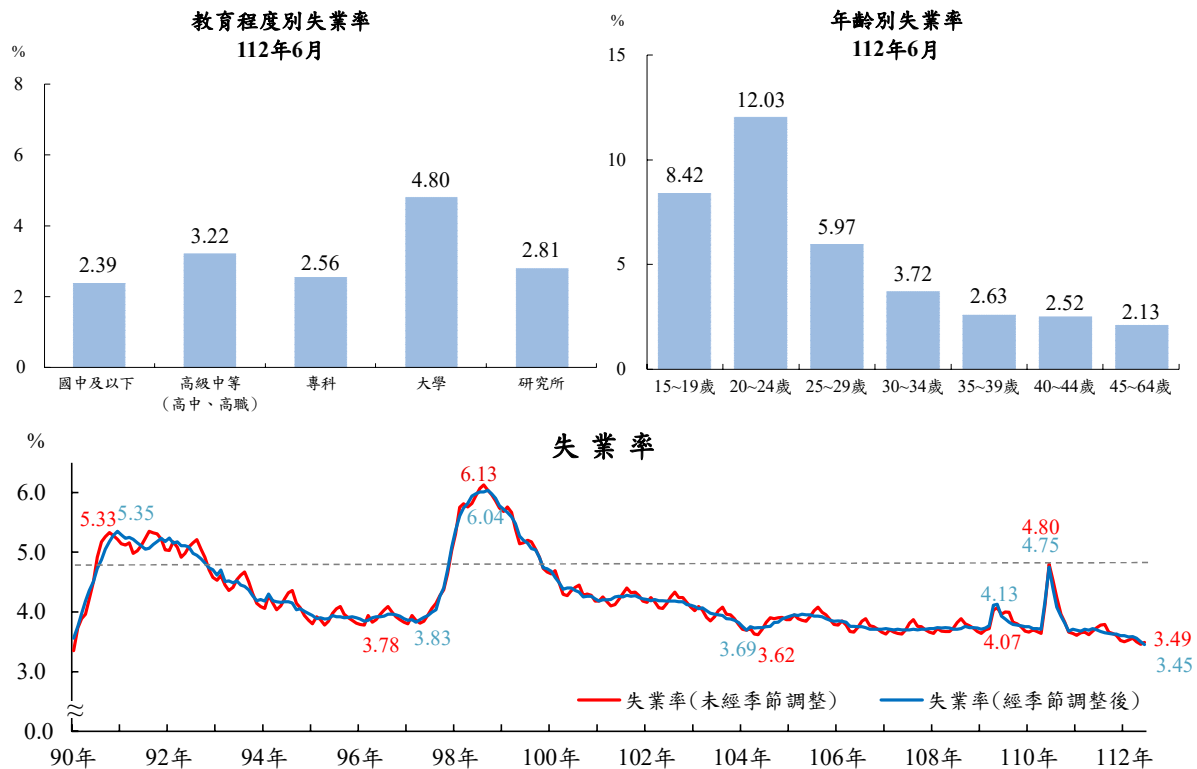 教育程度別失業率
112年6月
%
8
6
4
2
0
2.39
3.22
2.56
4.80
2.81
國中及以下
高級中等
(高中、高職)
專科
大學
研究所
年齡別失業率
112年6月
%
15
10
5
0
8.42
12.03
5.97
3.72
2.63
2.52
2.13
15~19歲
20~24歲
25~29歲
30~34歲
35~39歲
40~44歲
45~64歲
失業率
%
6.0
5.0
4.0
3.0
0.0
5.33
5.35
3.78
3.83
6.13
6.04
3.69
3.62
4.13
4.07
4.80
4.75
3.49
3.45
失業率(未經季節調整)
失業率(經季節調整後)
90年
92年
94年
96年
98年
100年
102年
104年
106年
108年
110年
112年